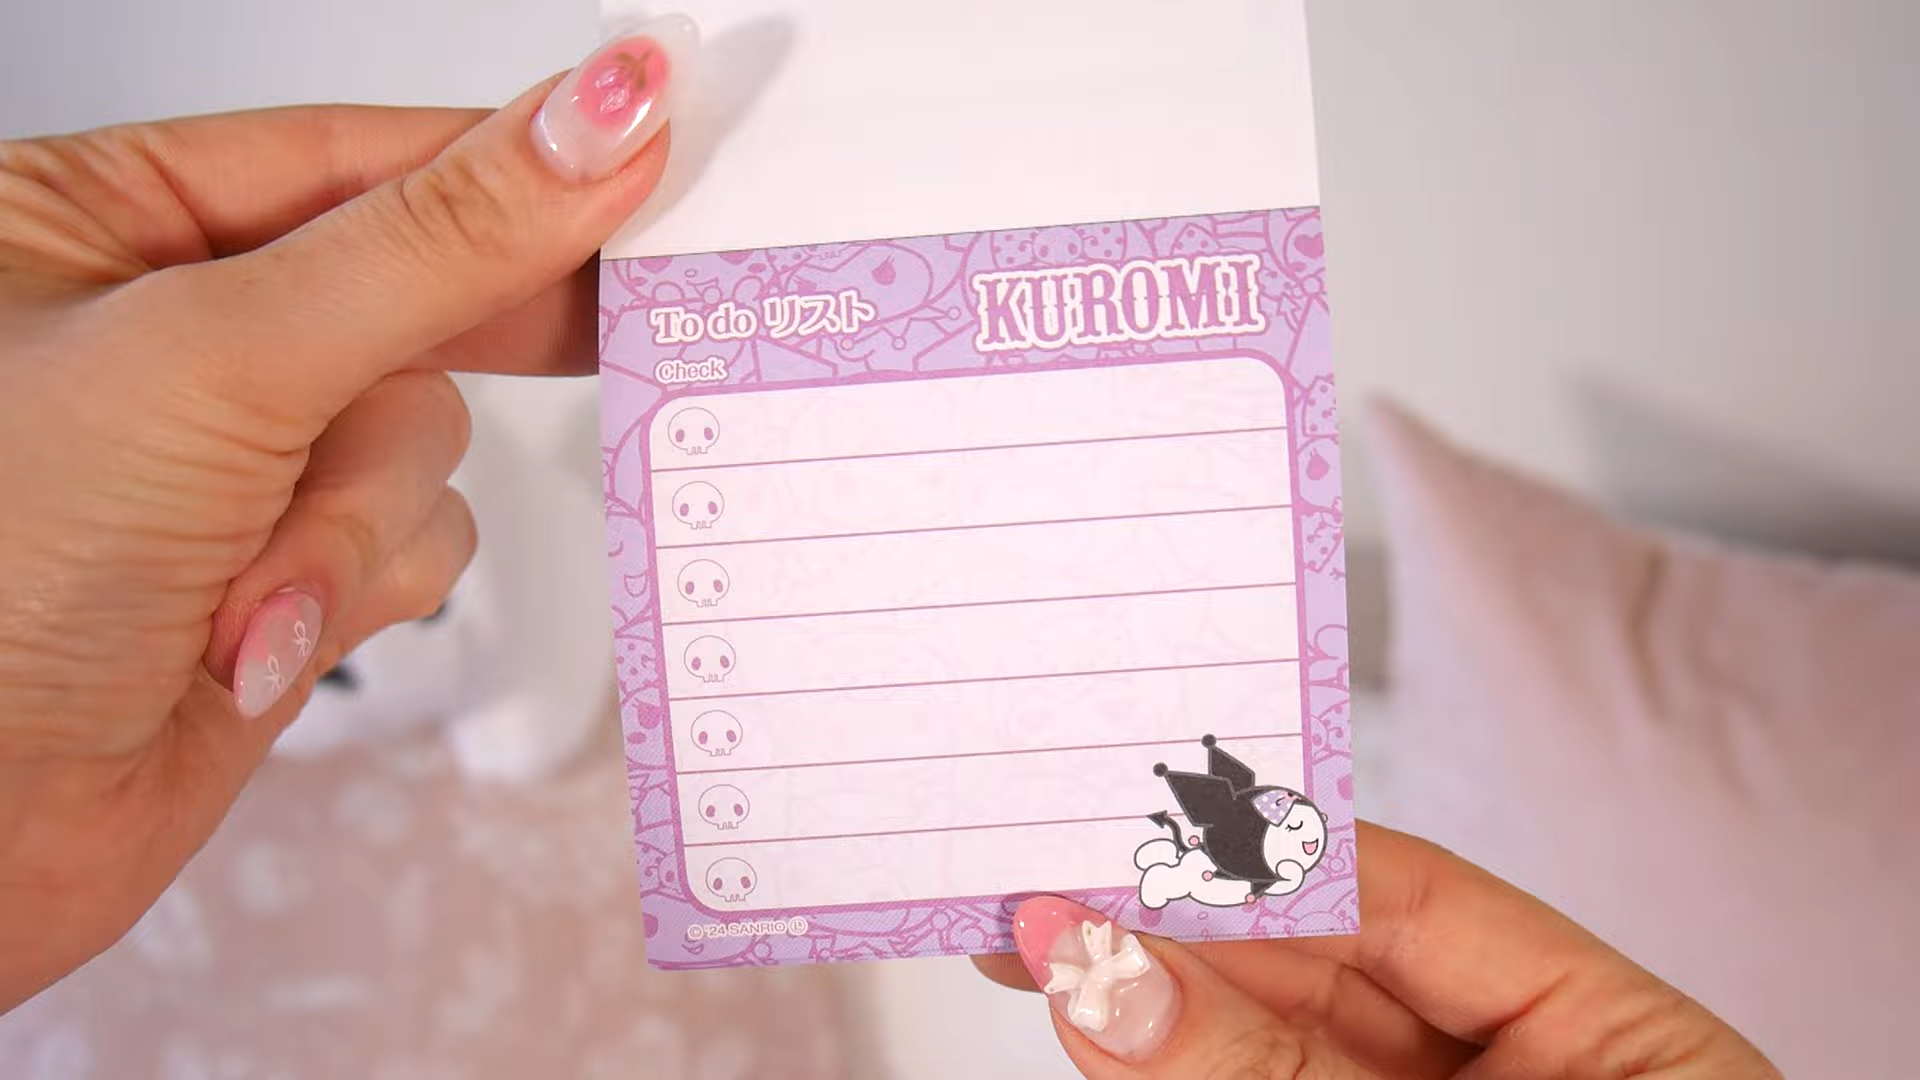 To do リスト
KUROMI
Check
© '24 SANRIO Ⓛ